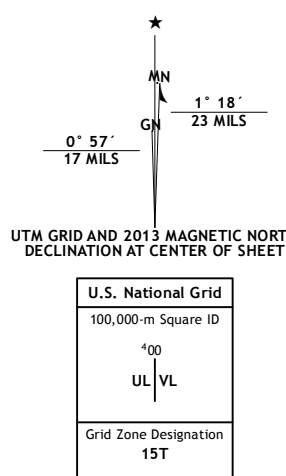 ★
MN
1° 18´
23 MILS
GN
0° 57´
17 MILS
UTM GRID AND 2013 MAGNETIC NORT
DECLINATION AT CENTER OF SHEET
U.S. National Grid
100,000-m Square ID
⁴00
UL VL
Grid Zone Designation
15T